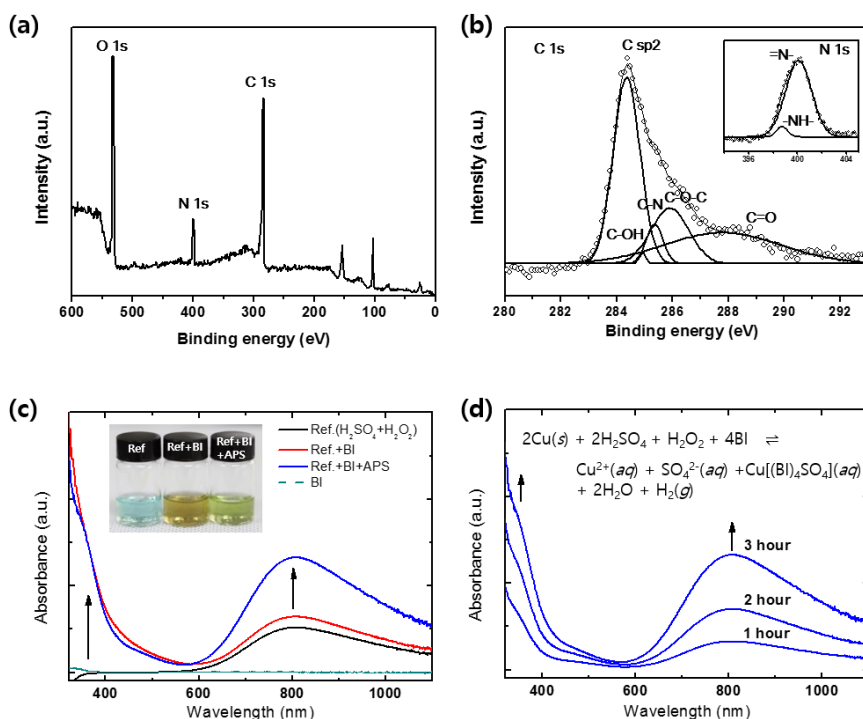 (a)
O 1s
N 1s
C 1s
Intensity (a.u.)
600 500 400 300 200 100 0
Binding energy (eV)
(b)
C 1s
C sp2
C-OH
C-N
C-O-C
C=O
Intensity (a.u.)
280 282 284 286 288 290 292
Binding energy (eV)
=N-
N 1s
-NH-
396 400 404
(c)
Ref
Ref+BI
Ref+BI
+APS
Ref.(H₂SO₄+H₂O₂)
Ref.+BI
Ref.+BI+APS
BI
Absorbance (a.u.)
400 600 800 1000
Wavelength (nm)
(d)
2Cu(s) + 2H₂SO₄ + H₂O₂ + 4BI ⇌
Cu²⁺(aq) + SO₄²⁻(aq) +Cu[(BI)₄SO₄](aq)
+ 2H₂O + H₂(g)
3 hour
2 hour
1 hour
Absorbance (a.u.)
400 600 800 1000
Wavelength (nm)